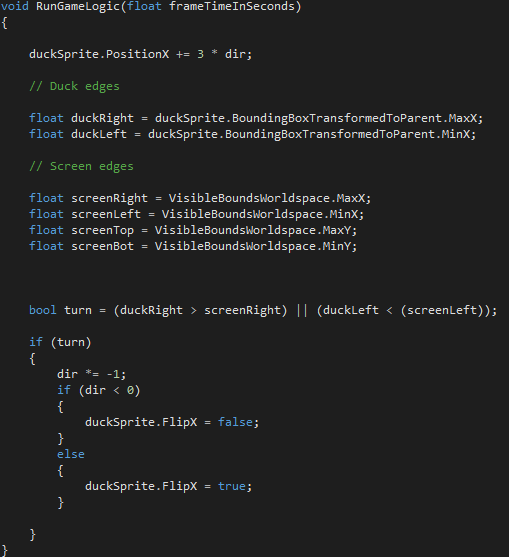 void RunGameLogic(float frameTimeInSeconds)
{
duckSprite.PositionX += 3 * dir;
// Duck edges
float duckRight = duckSprite.BoundingBoxTransformedToParent.MaxX;
float duckLeft = duckSprite.BoundingBoxTransformedToParent.MinX;
// Screen edges
float screenRight = VisibleBoundsWorldspace.MaxX;
float screenLeft = VisibleBoundsWorldspace.MinX;
float screenTop = VisibleBoundsWorldspace.MaxY;
float screenBot = VisibleBoundsWorldspace.MinY;
bool turn = (duckRight > screenRight) || (duckLeft < (screenLeft));
if (turn)
{
dir *= -1;
if (dir < 0)
{
duckSprite.FlipX = false;
}
else
{
duckSprite.FlipX = true;
}
}
}